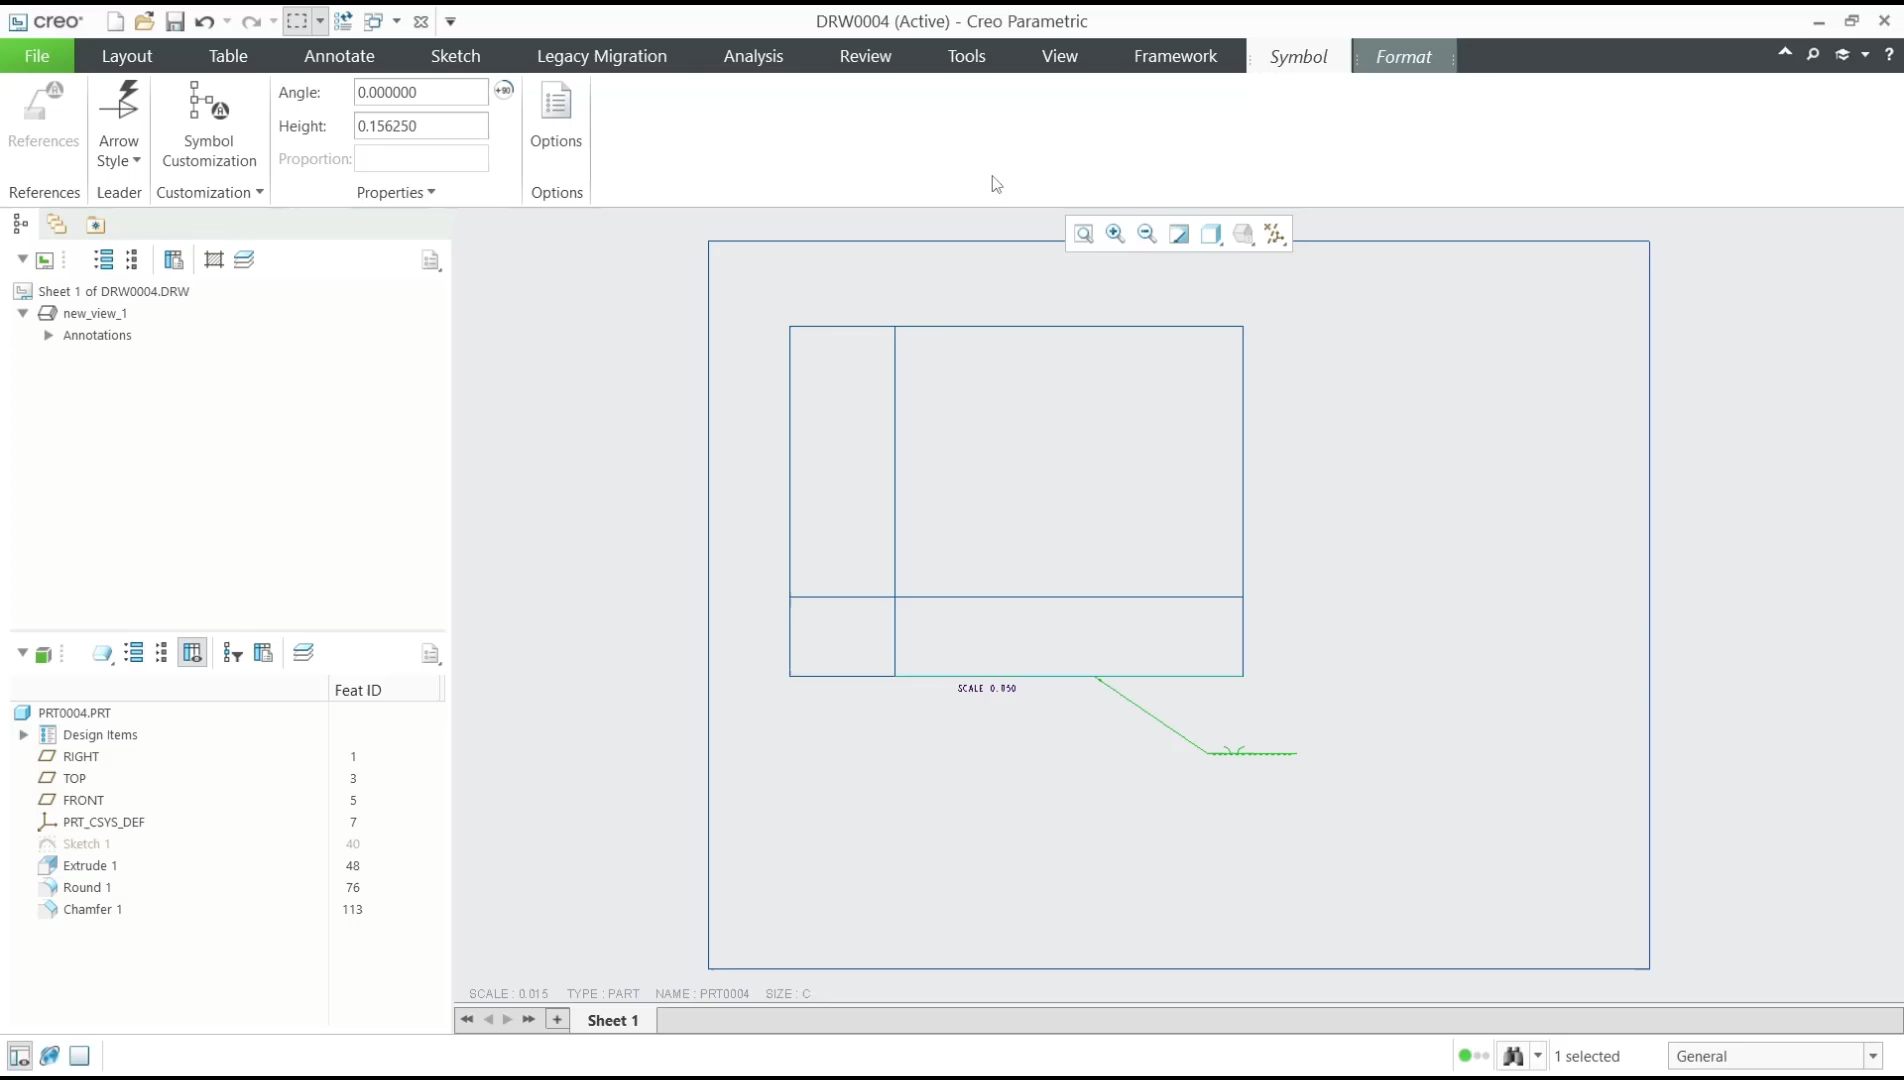 creo
DRW0004 (Active) - Creo Parametric
File
Layout
Table
Annotate
Sketch
Legacy Migration
Analysis
Review
Tools
View
Framework
Symbol
Format
?
References
Arrow
Style
Symbol
Customization
Angle:
0.000000
+90
Height:
0.156250
Proportion:
Options
References
Leader
Customization
Properties
Options
Sheet 1 of DRW0004.DRW
new_view_1
Annotations
Feat ID
PRT0004.PRT
Design Items
RIGHT 1
TOP 3
FRONT 5
PRT_CSYS_DEF 7
Sketch 1 40
Extrude 1 48
Round 1 76
Chamfer 1 113
SCALE 0.050
SCALE : 0.015 TYPE : PART NAME : PRT0004 SIZE : C
Sheet 1
1 selected
General